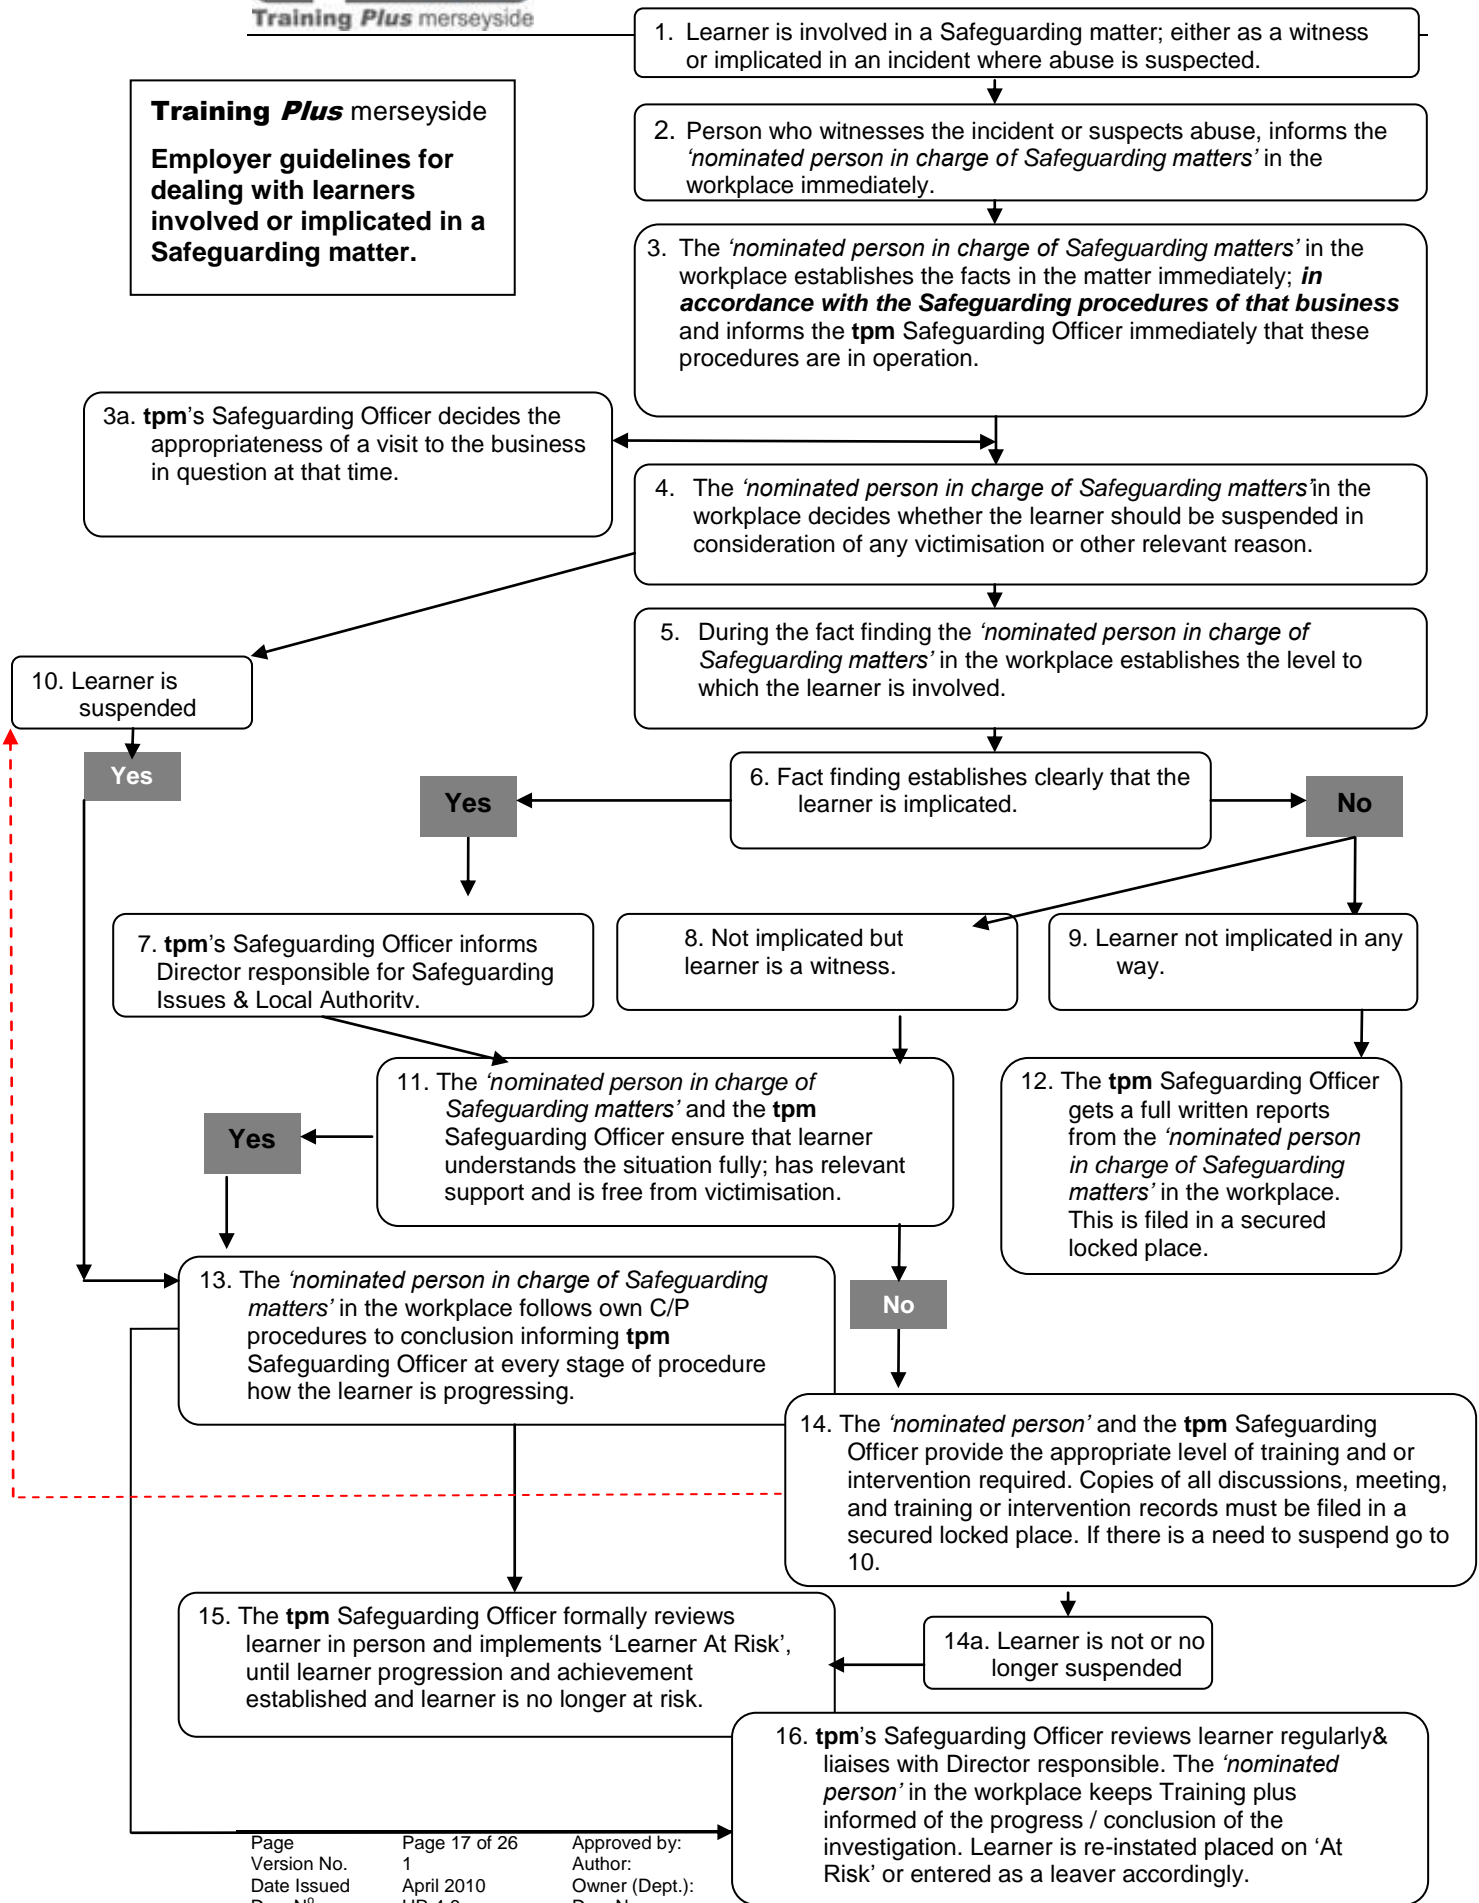 Training Plus merseyside
1. Learner is involved in a Safeguarding matter; either as a witness
or implicated in an incident where abuse is suspected.
Training Plus merseyside
Employer guidelines for
dealing with learners
involved or implicated in a
Safeguarding matter.
2. Person who witnesses the incident or suspects abuse, informs the
‘nominated person in charge of Safeguarding matters’ in the
workplace immediately.
3. The ‘nominated person in charge of Safeguarding matters’ in the
workplace establishes the facts in the matter immediately; in
accordance with the Safeguarding procedures of that business
and informs the tpm Safeguarding Officer immediately that these
procedures are in operation.
3a. tpm’s Safeguarding Officer decides the
appropriateness of a visit to the business
in question at that time.
4. The ‘nominated person in charge of Safeguarding matters’in the
workplace decides whether the learner should be suspended in
consideration of any victimisation or other relevant reason.
5. During the fact finding the ‘nominated person in charge of
Safeguarding matters’ in the workplace establishes the level to
which the learner is involved.
10. Learner is
suspended
Yes
6. Fact finding establishes clearly that the
learner is implicated.
Yes
No
7. tpm’s Safeguarding Officer informs
Director responsible for Safeguarding
Issues & Local Authority.
8. Not implicated but
learner is a witness.
9. Learner not implicated in any
way.
11. The ‘nominated person in charge of
Safeguarding matters’ and the tpm
Safeguarding Officer ensure that learner
understands the situation fully; has relevant
support and is free from victimisation.
Yes
12. The tpm Safeguarding Officer
gets a full written reports
from the ‘nominated person
in charge of Safeguarding
matters’ in the workplace.
This is filed in a secured
locked place.
13. The ‘nominated person in charge of Safeguarding
matters’ in the workplace follows own C/P
procedures to conclusion informing tpm
Safeguarding Officer at every stage of procedure
how the learner is progressing.
No
14. The ‘nominated person’ and the tpm Safeguarding
Officer provide the appropriate level of training and or
intervention required. Copies of all discussions, meeting,
and training or intervention records must be filed in a
secured locked place. If there is a need to suspend go to
10.
15. The tpm Safeguarding Officer formally reviews
learner in person and implements ‘Learner At Risk’,
until learner progression and achievement
established and learner is no longer at risk.
14a. Learner is not or no
longer suspended
16. tpm’s Safeguarding Officer reviews learner regularly&
liaises with Director responsible. The ‘nominated
person’ in the workplace keeps Training plus
informed of the progress / conclusion of the
investigation. Learner is re-instated placed on ‘At
Risk’ or entered as a leaver accordingly.
Page Page 17 of 26 Approved by:
Version No. 1 Author:
Date Issued April 2010 Owner (Dept.):